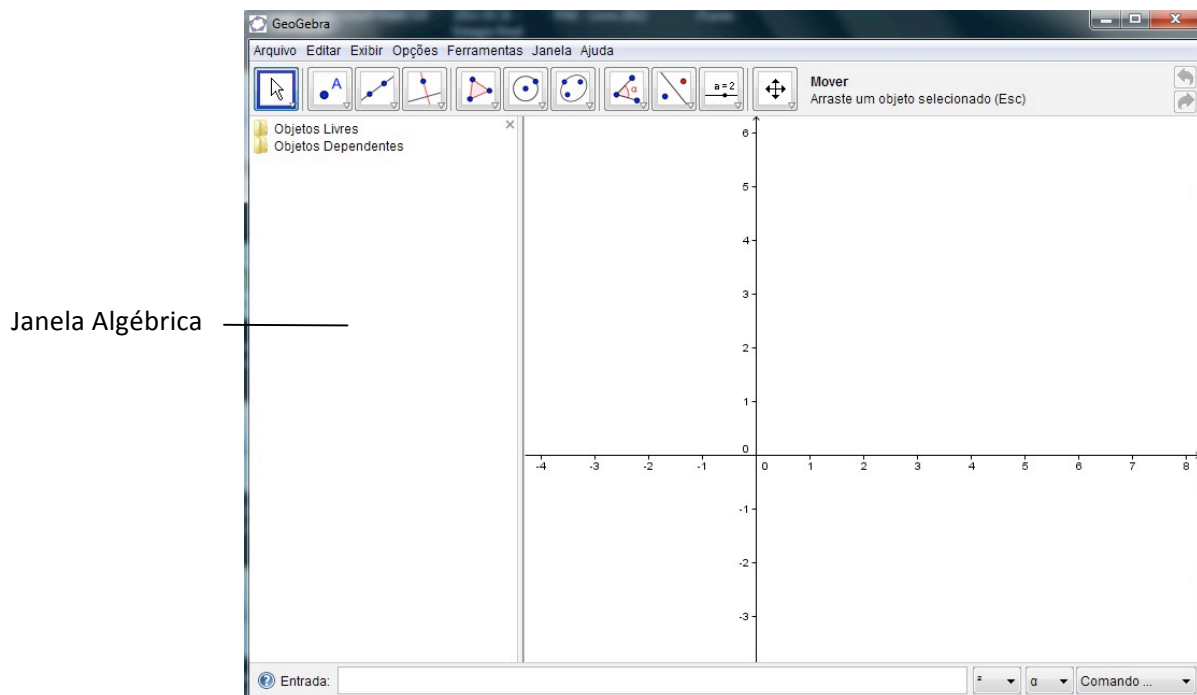 GeoGebra
Arquivo Editar Exibir Opções Ferramentas Janela Ajuda
A
α
a = 2
Mover
Arraste um objeto selecionado (Esc)
Objetos Livres
Objetos Dependentes
Janela Algébrica
6
5
4
3
2
1
0
-4 -3 -2 -1 0 1 2 3 4 5 6 7 8
-1
-2
-3
Entrada:
² α Comando ...